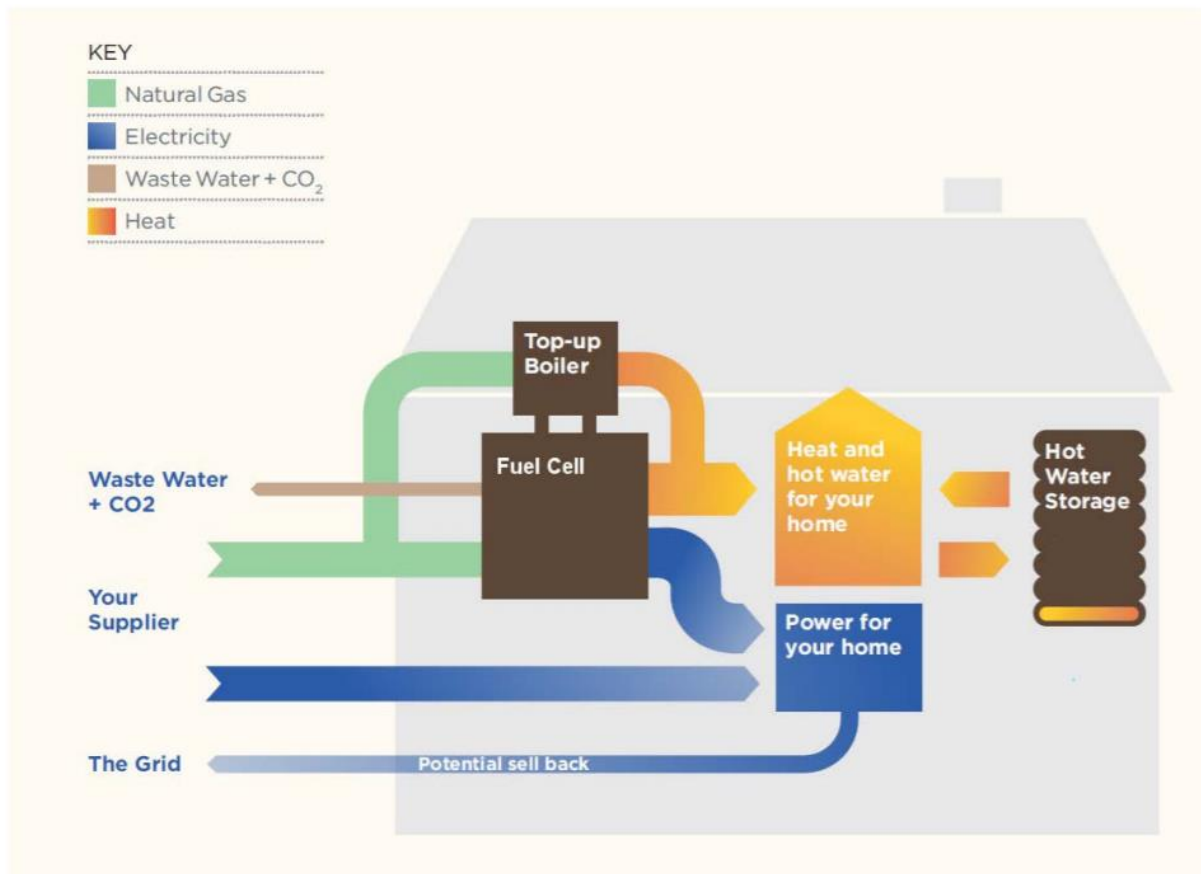 KEY
Natural Gas
Electricity
Waste Water + CO₂
Heat
Top-up
Boiler
Fuel Cell
Waste Water
+ CO2
Heat and
hot water
for your
home
Hot
Water
Storage
Your
Supplier
Power for
your home
The Grid
Potential sell back